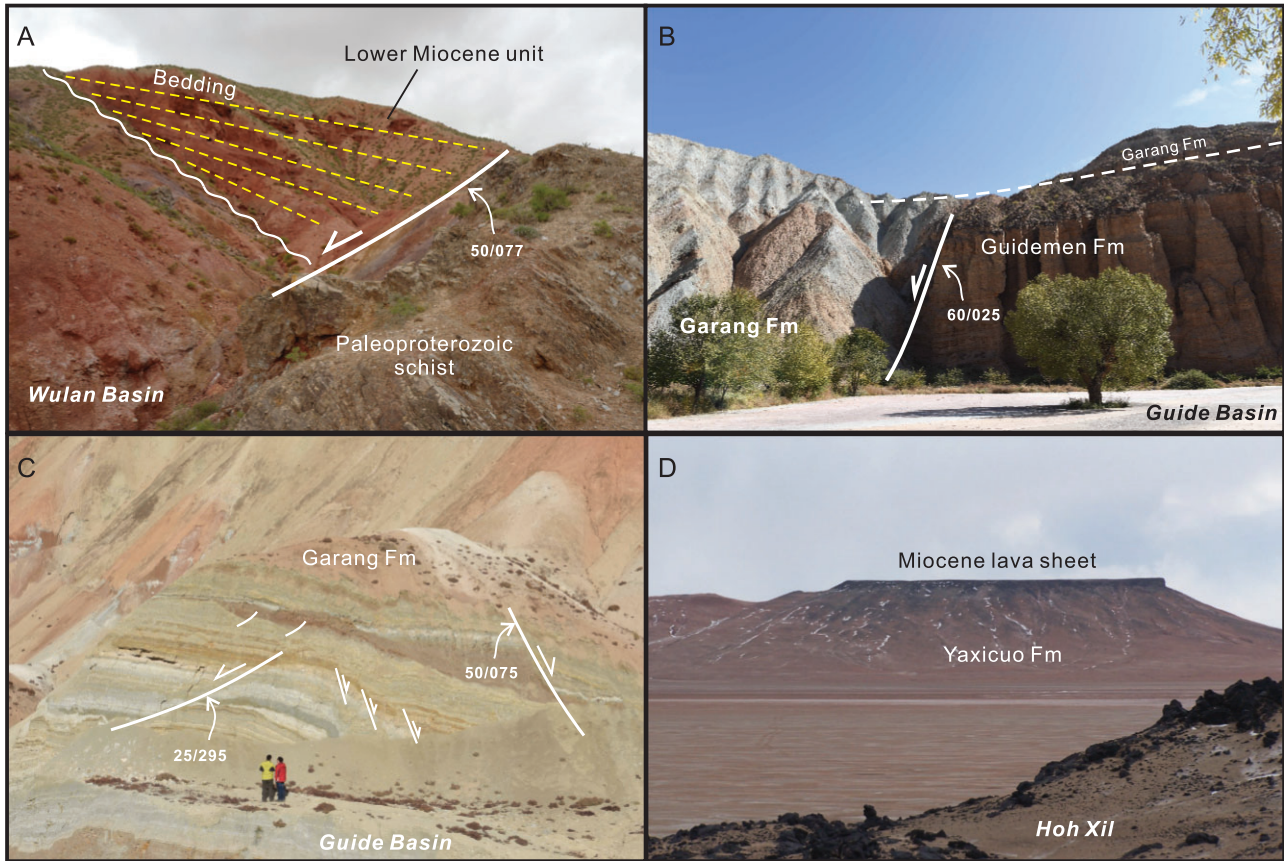 A
Lower Miocene unit
Bedding
50/077
Paleoproterozoic
schist
Wulan Basin
B
Garang Fm
Guidemen Fm
60/025
Garang Fm
Guide Basin
C
Garang Fm
50/075
25/295
Guide Basin
D
Miocene lava sheet
Yaxicuo Fm
Hoh Xil